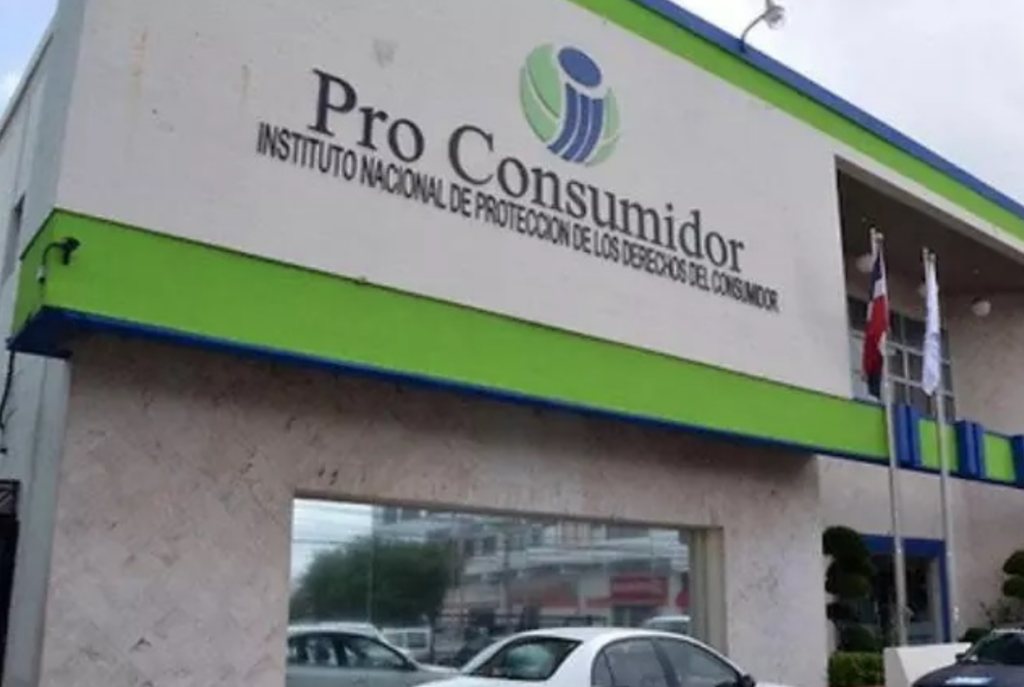 Pro Consumidor
INSTITUTO NACIONAL DE PROTECCION DE LOS DERECHOS DEL CONSUMIDOR